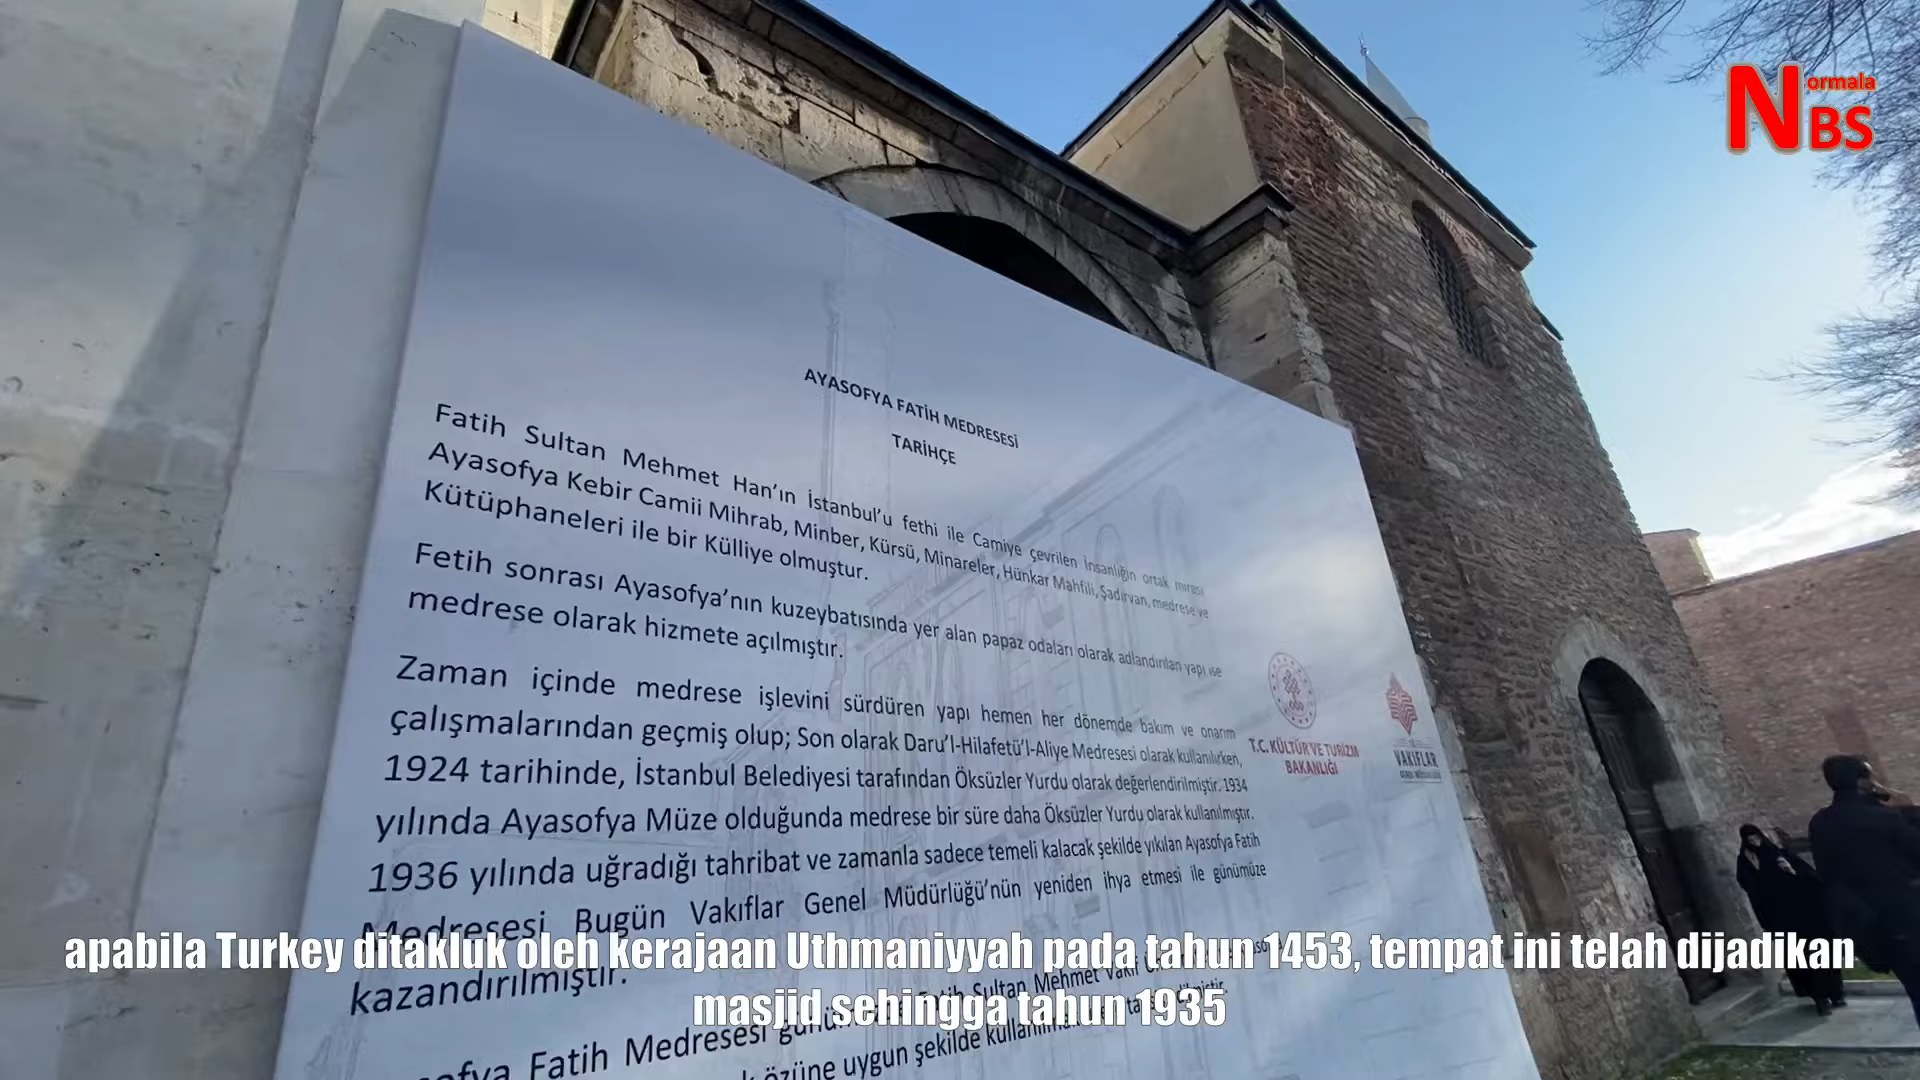 Normala
NBS
AYASOFYA FATİH MEDRESESİ
TARİHÇE
Fatih Sultan Mehmet Han’ın İstanbul’u fethi ile Camiye çevrilen İnsanlığın ortak mirası
Ayasofya Kebir Camii Mihrab, Minber, Kürsü, Minareler, Hünkar Mahfili, Şadırvan, medrese ve
Kütüphaneleri ile bir Külliye olmuştur.
Fetih sonrası Ayasofya’nın kuzeybatısında yer alan papaz odaları olarak adlandırılan yapı ise
medrese olarak hizmete açılmıştır.
Zaman içinde medrese işlevini sürdüren yapı hemen her dönemde bakım ve onarım
çalışmalarından geçmiş olup; Son olarak Daru’l-Hilafetü’l-Aliye Medresesi olarak kullanılırken,
1924 tarihinde, İstanbul Belediyesi tarafından Öksüzler Yurdu olarak değerlendirilmiştir. 1934
yılında Ayasofya Müze olduğunda medrese bir süre daha Öksüzler Yurdu olarak kullanılmıştır.
1936 yılında uğradığı tahribat ve zamanla sadece temeli kalacak şekilde yıkılan Ayasofya Fatih
Medresesi Bugün Vakıflar Genel Müdürlüğü’nün yeniden ihya etmesi ile günümüze
kazandırılmıştır.
Fatih Medresesi Sultan Mehmet Vakıf
özüne uygun şekilde
T.C. KÜLTÜR VE TURİZM
BAKANLIĞI
VAKIFLAR
apabila Turkey ditakluk oleh kerajaan Uthmaniyyah pada tahun 1453, tempat ini telah dijadikan
masjid sehingga tahun 1935